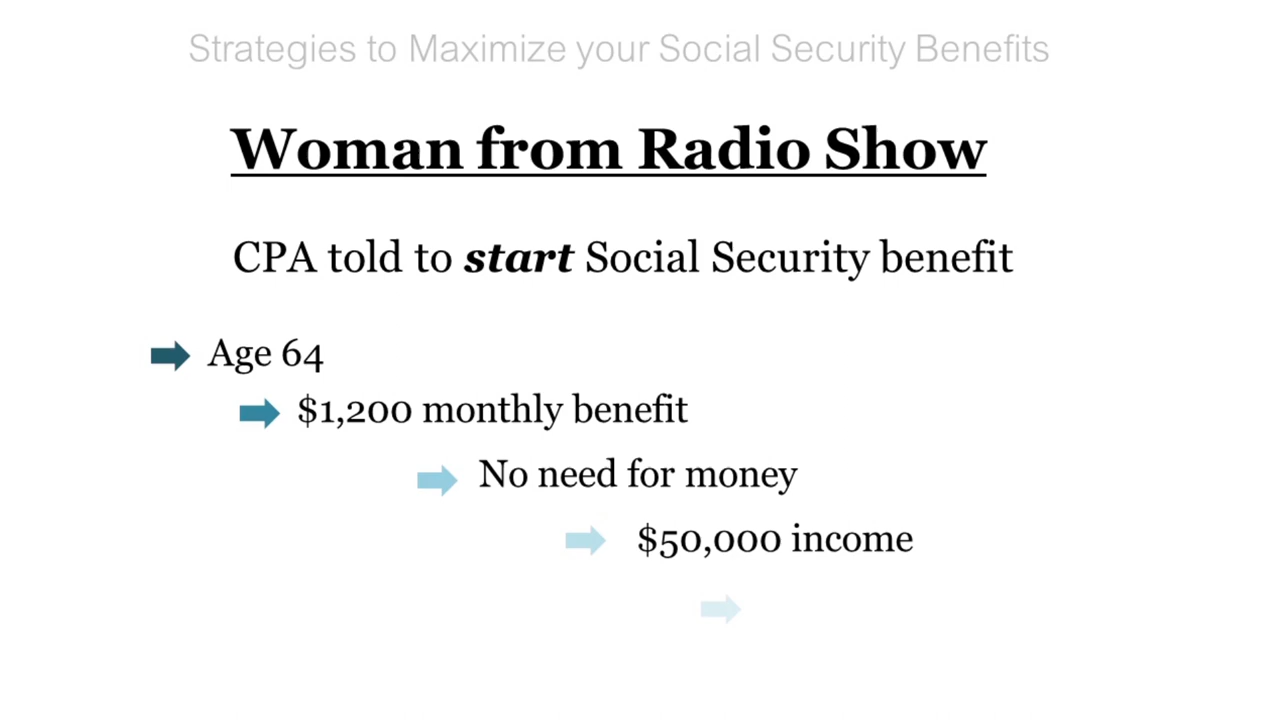 Strategies to Maximize your Social Security Benefits
Woman from Radio Show
CPA told to start Social Security benefit
Age 64
$1,200 monthly benefit
No need for money
$50,000 income